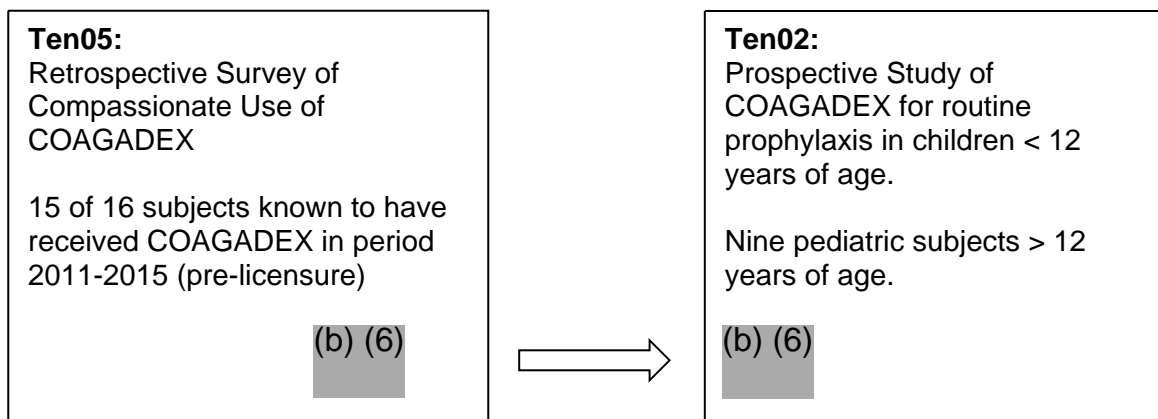 Ten05:
Retrospective Survey of
Compassionate Use of
COAGADEX
15 of 16 subjects known to have
received COAGADEX in period
2011-2015 (pre-licensure)
(b) (6)
Ten02:
Prospective Study of
COAGADEX for routine
prophylaxis in children < 12
years of age.
Nine pediatric subjects > 12
years of age.
(b) (6)